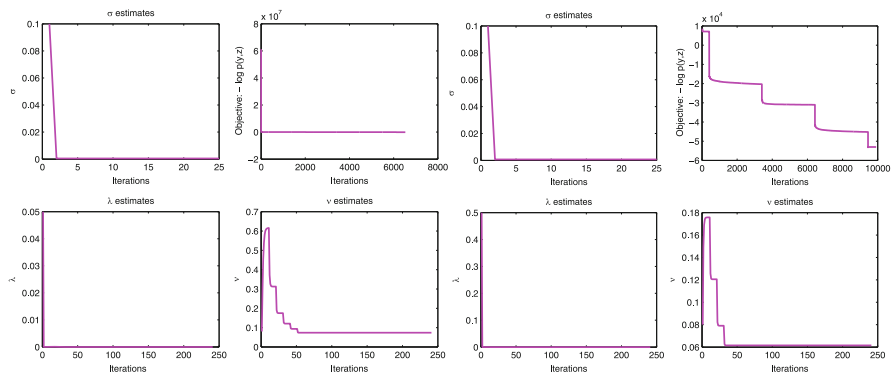 σ estimates
0.1
0.08
0.06
0.04
0.02
0
σ
0 5 10 15 20 25
Iterations
x 10^7
8
6
4
2
0
−2
Objective: − log p(y,z)
0 2000 4000 6000 8000
Iterations
σ estimates
0.1
0.08
0.06
0.04
0.02
0
σ
0 5 10 15 20 25
Iterations
x 10^4
1
0
−1
−2
−3
−4
−5
−6
Objective: − log p(y,z)
0 2000 4000 6000 8000 10000
Iterations
λ estimates
0.05
0.04
0.03
0.02
0.01
0
λ
0 50 100 150 200 250
Iterations
ν estimates
0.7
0.6
0.5
0.4
0.3
0.2
0.1
0
ν
0 50 100 150 200 250
Iterations
λ estimates
0.5
0.4
0.3
0.2
0.1
0
λ
0 50 100 150 200 250
Iterations
ν estimates
0.18
0.16
0.14
0.12
0.1
0.08
0.06
ν
0 50 100 150 200 250
Iterations